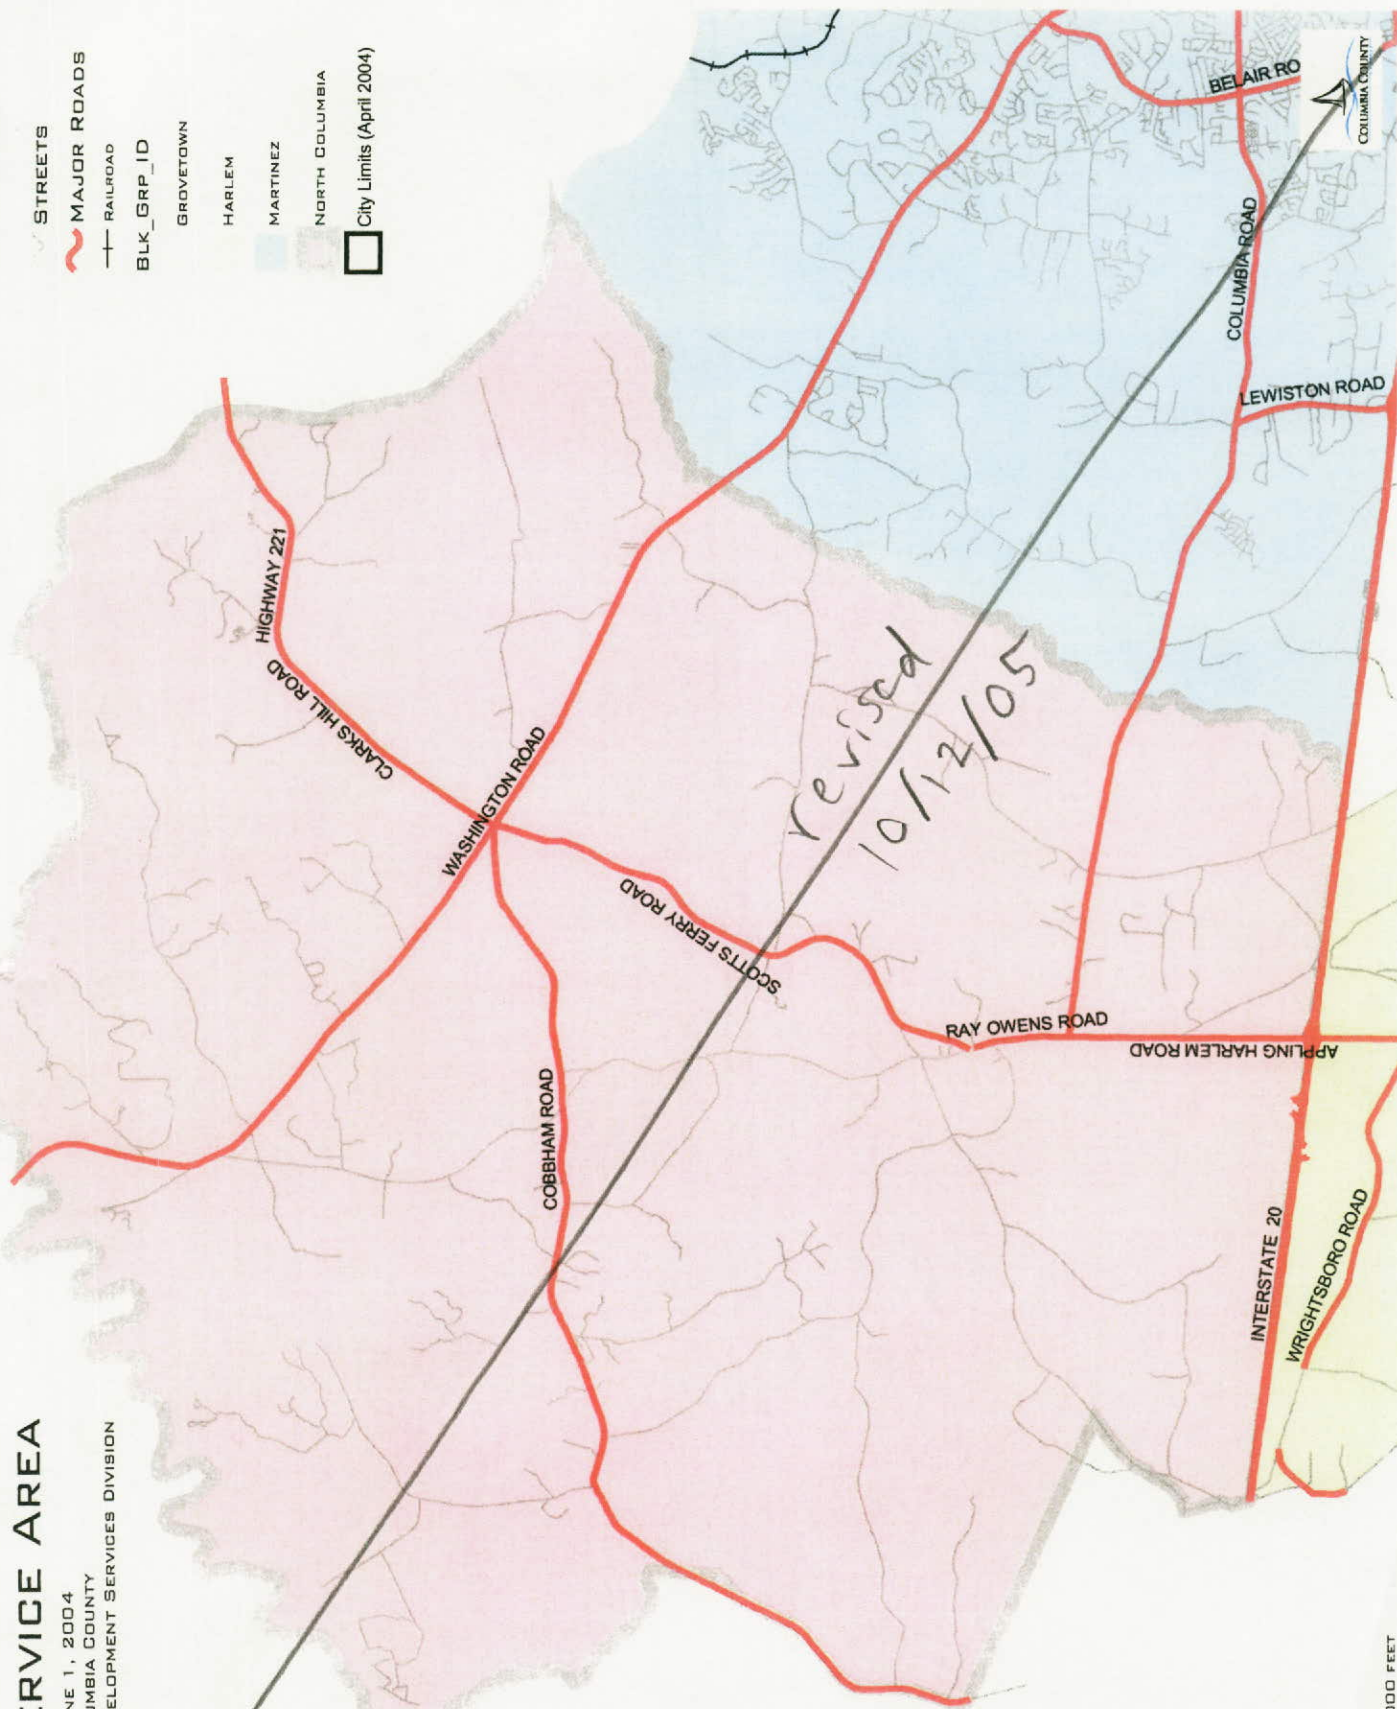 RVICE AREA
NE 1, 2004
MBIA COUNTY
ELOPMENT SERVICES DIVISION
STREETS
MAJOR ROADS
RAILROAD
BLK_GRP_ID
GROVETOWN
HARLEM
MARTINEZ
NORTH COLUMBIA
City Limits (April 2004)
HIGHWAY 221
CLARKS HILL ROAD
WASHINGTON ROAD
SCOTTS FERRY ROAD
COBBHAM ROAD
RAY OWENS ROAD
APPLING HARLEM ROAD
INTERSTATE 20
WRIGHTSBORO ROAD
COLUMBIA ROAD
LEWISTON ROAD
BELAIR RO
COLUMBIA COUNTY
revised
10/12/05
000 FEET